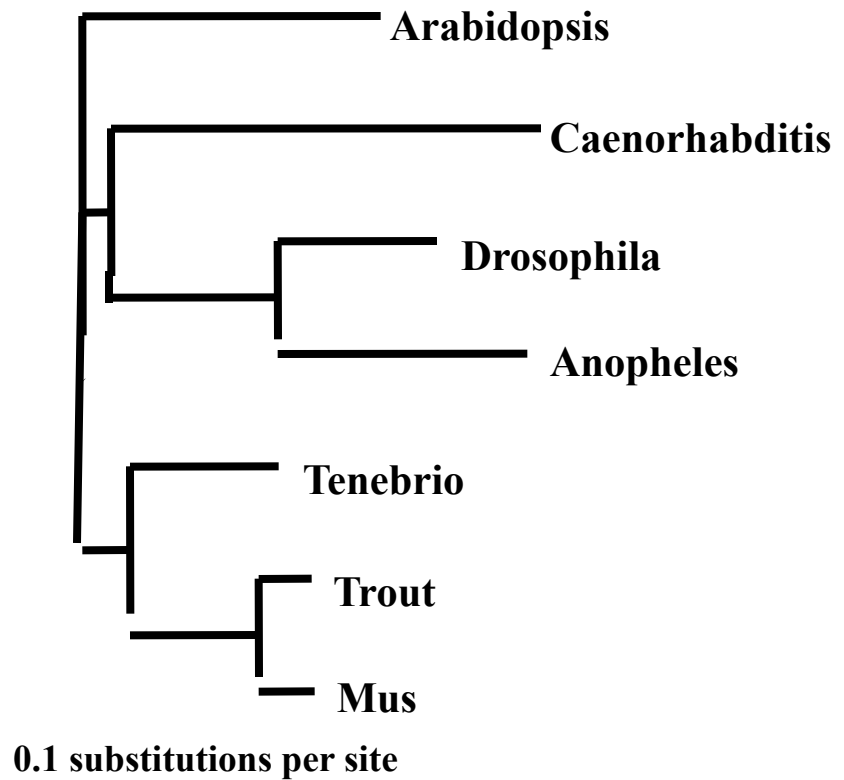 Arabidopsis
Caenorhabditis
Drosophila
Anopheles
Tenebrio
Trout
Mus
0.1 substitutions per site